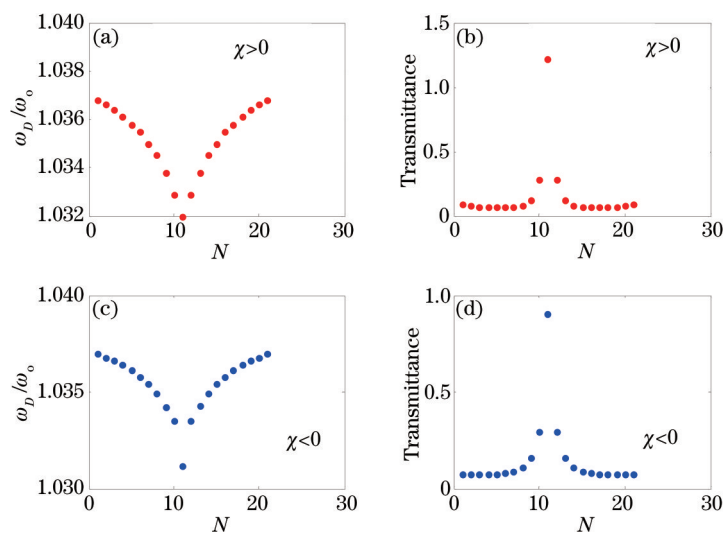 (a)
χ>0
1.040
1.038
1.036
1.034
1.032
ω_D/ω_o
0 10 20 30
N
(b)
χ>0
1.5
1.0
0.5
0
Transmittance
0 10 20 30
N
(c)
χ<0
1.040
1.035
1.030
ω_D/ω_o
0 10 20 30
N
(d)
χ<0
1.0
0.5
0
Transmittance
0 10 20 30
N